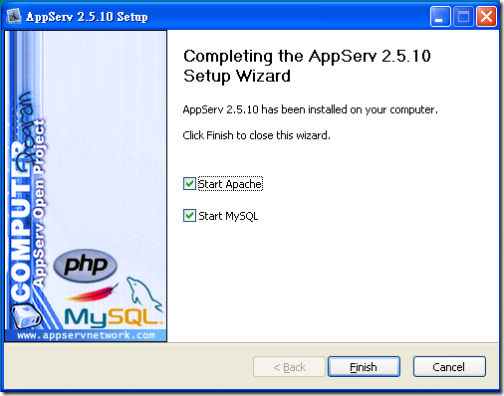 AppServ 2.5.10 Setup
Completing the AppServ 2.5.10
Setup Wizard
AppServ 2.5.10 has been installed on your computer.
Click Finish to close this wizard.
Start Apache
Start MySQL
COMPUTER
Program
AppServ Open Project
php
MySQL
www.appservnetwork.com
< Back
Finish
Cancel